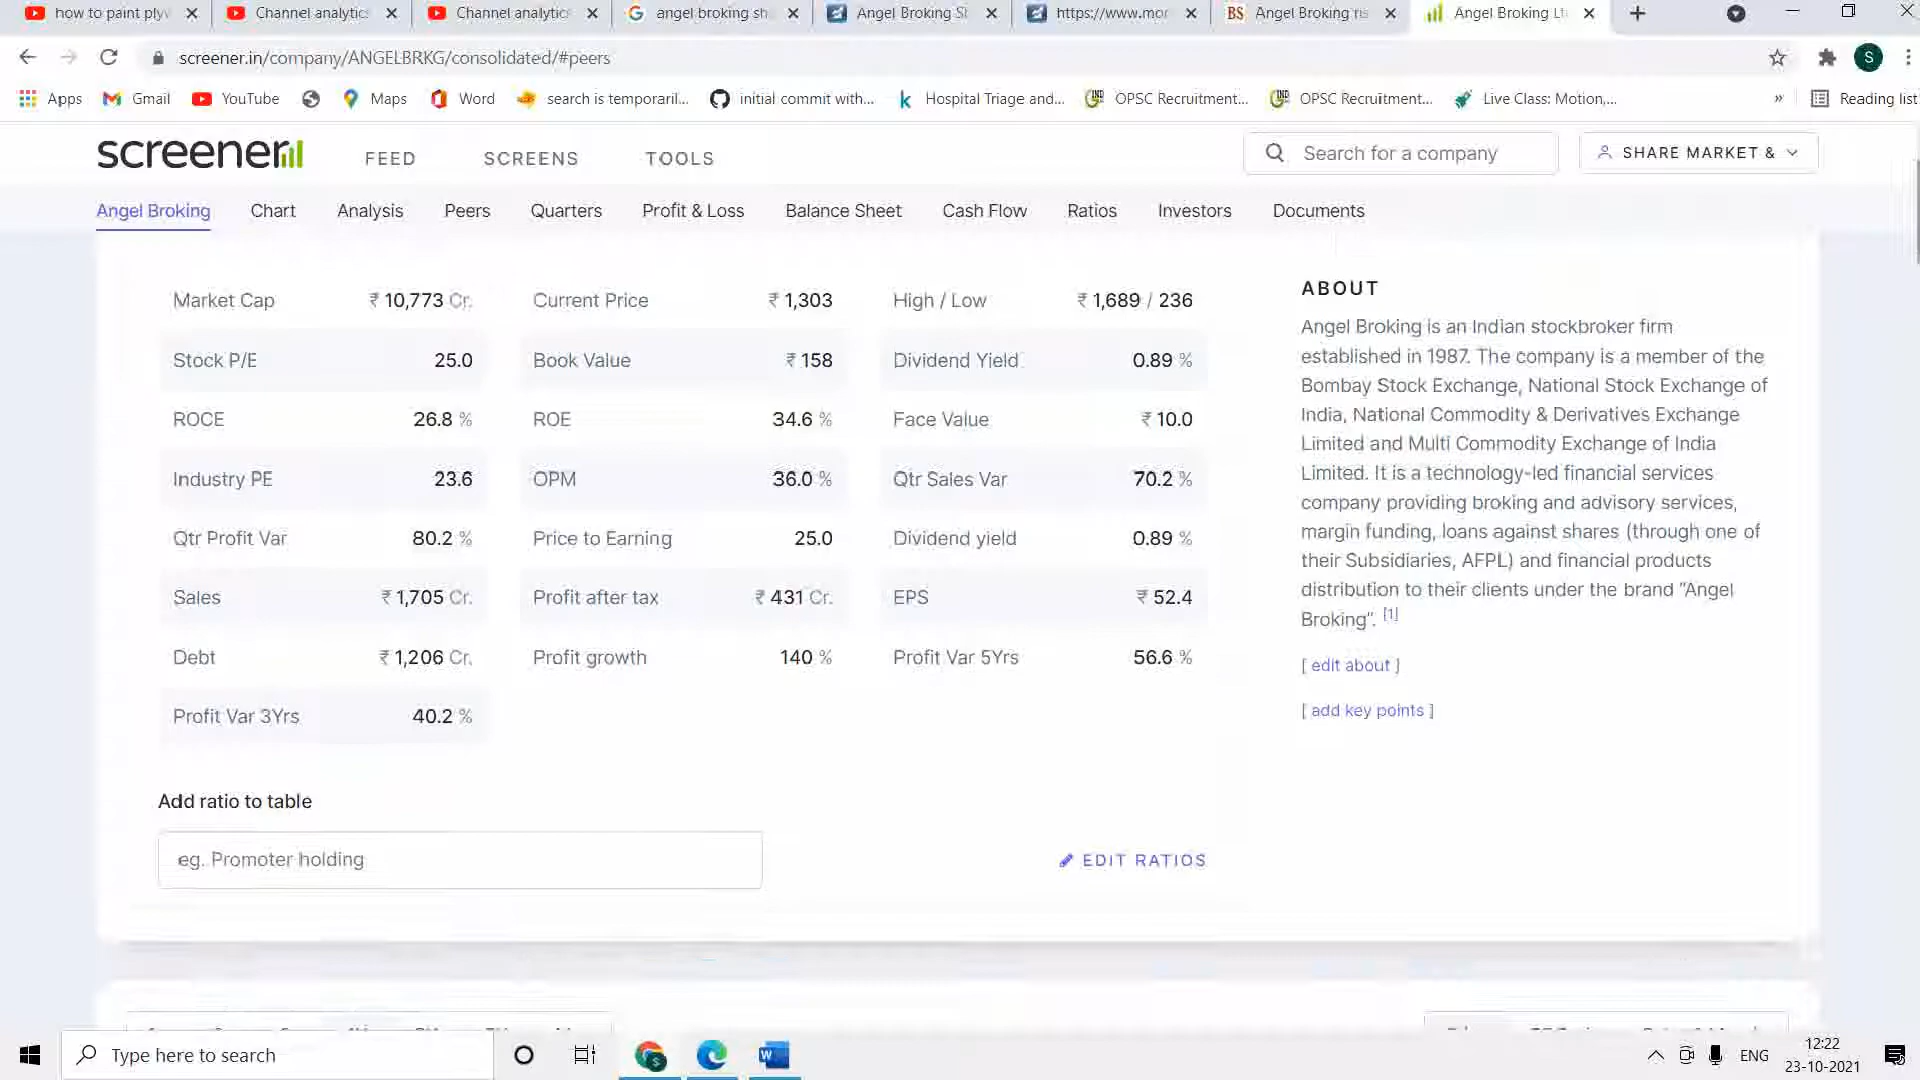 how to paint plyw
Channel analytics
Channel analytics
angel broking sh
Angel Broking S
https://www.mor
BS Angel Broking ris
Angel Broking Lt
screener.in/company/ANGELBRKG/consolidated/#peers
S
Apps
Gmail
YouTube
Maps
Word
search is temporaril...
initial commit with...
Hospital Triage and...
OPSC Recruitment...
OPSC Recruitment...
Live Class: Motion,...
»
Reading list
screener
FEED
SCREENS
TOOLS
Search for a company
SHARE MARKET &
Angel Broking
Chart
Analysis
Peers
Quarters
Profit & Loss
Balance Sheet
Cash Flow
Ratios
Investors
Documents
Market Cap ₹ 10,773 Cr.
Current Price ₹ 1,303
High / Low ₹ 1,689 / 236
Stock P/E 25.0
Book Value ₹ 158
Dividend Yield 0.89 %
ROCE 26.8 %
ROE 34.6 %
Face Value ₹ 10.0
Industry PE 23.6
OPM 36.0 %
Qtr Sales Var 70.2 %
Qtr Profit Var 80.2 %
Price to Earning 25.0
Dividend yield 0.89 %
Sales ₹ 1,705 Cr.
Profit after tax ₹ 431 Cr.
EPS ₹ 52.4
Debt ₹ 1,206 Cr.
Profit growth 140 %
Profit Var 5Yrs 56.6 %
Profit Var 3Yrs 40.2 %
ABOUT
Angel Broking is an Indian stockbroker firm
established in 1987. The company is a member of the
Bombay Stock Exchange, National Stock Exchange of
India, National Commodity & Derivatives Exchange
Limited and Multi Commodity Exchange of India
Limited. It is a technology-led financial services
company providing broking and advisory services,
margin funding, loans against shares (through one of
their Subsidiaries, AFPL) and financial products
distribution to their clients under the brand "Angel
Broking". [1]
[ edit about ]
[ add key points ]
Add ratio to table
eg. Promoter holding
EDIT RATIOS
Type here to search
ENG
12:22
23-10-2021